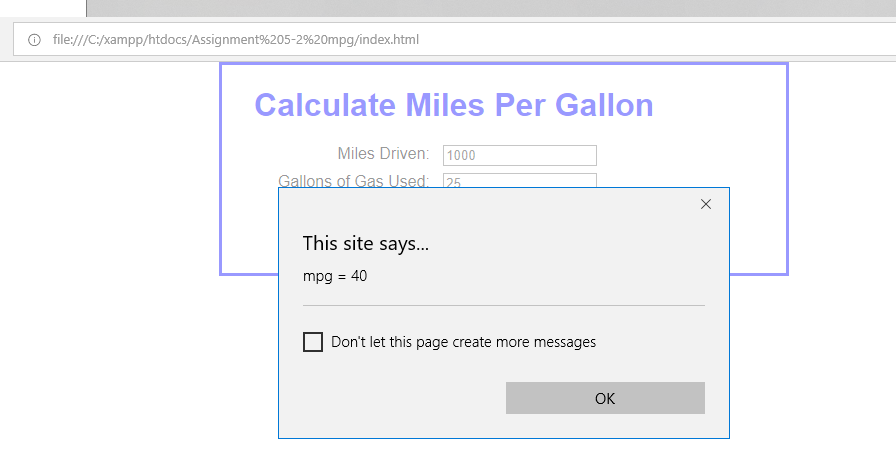 file:///C:/xampp/htdocs/Assignment%205-2%20mpg/index.html
Calculate Miles Per Gallon
Miles Driven: 1000
Gallons of Gas Used: 25
This site says...
mpg = 40
Don't let this page create more messages
OK